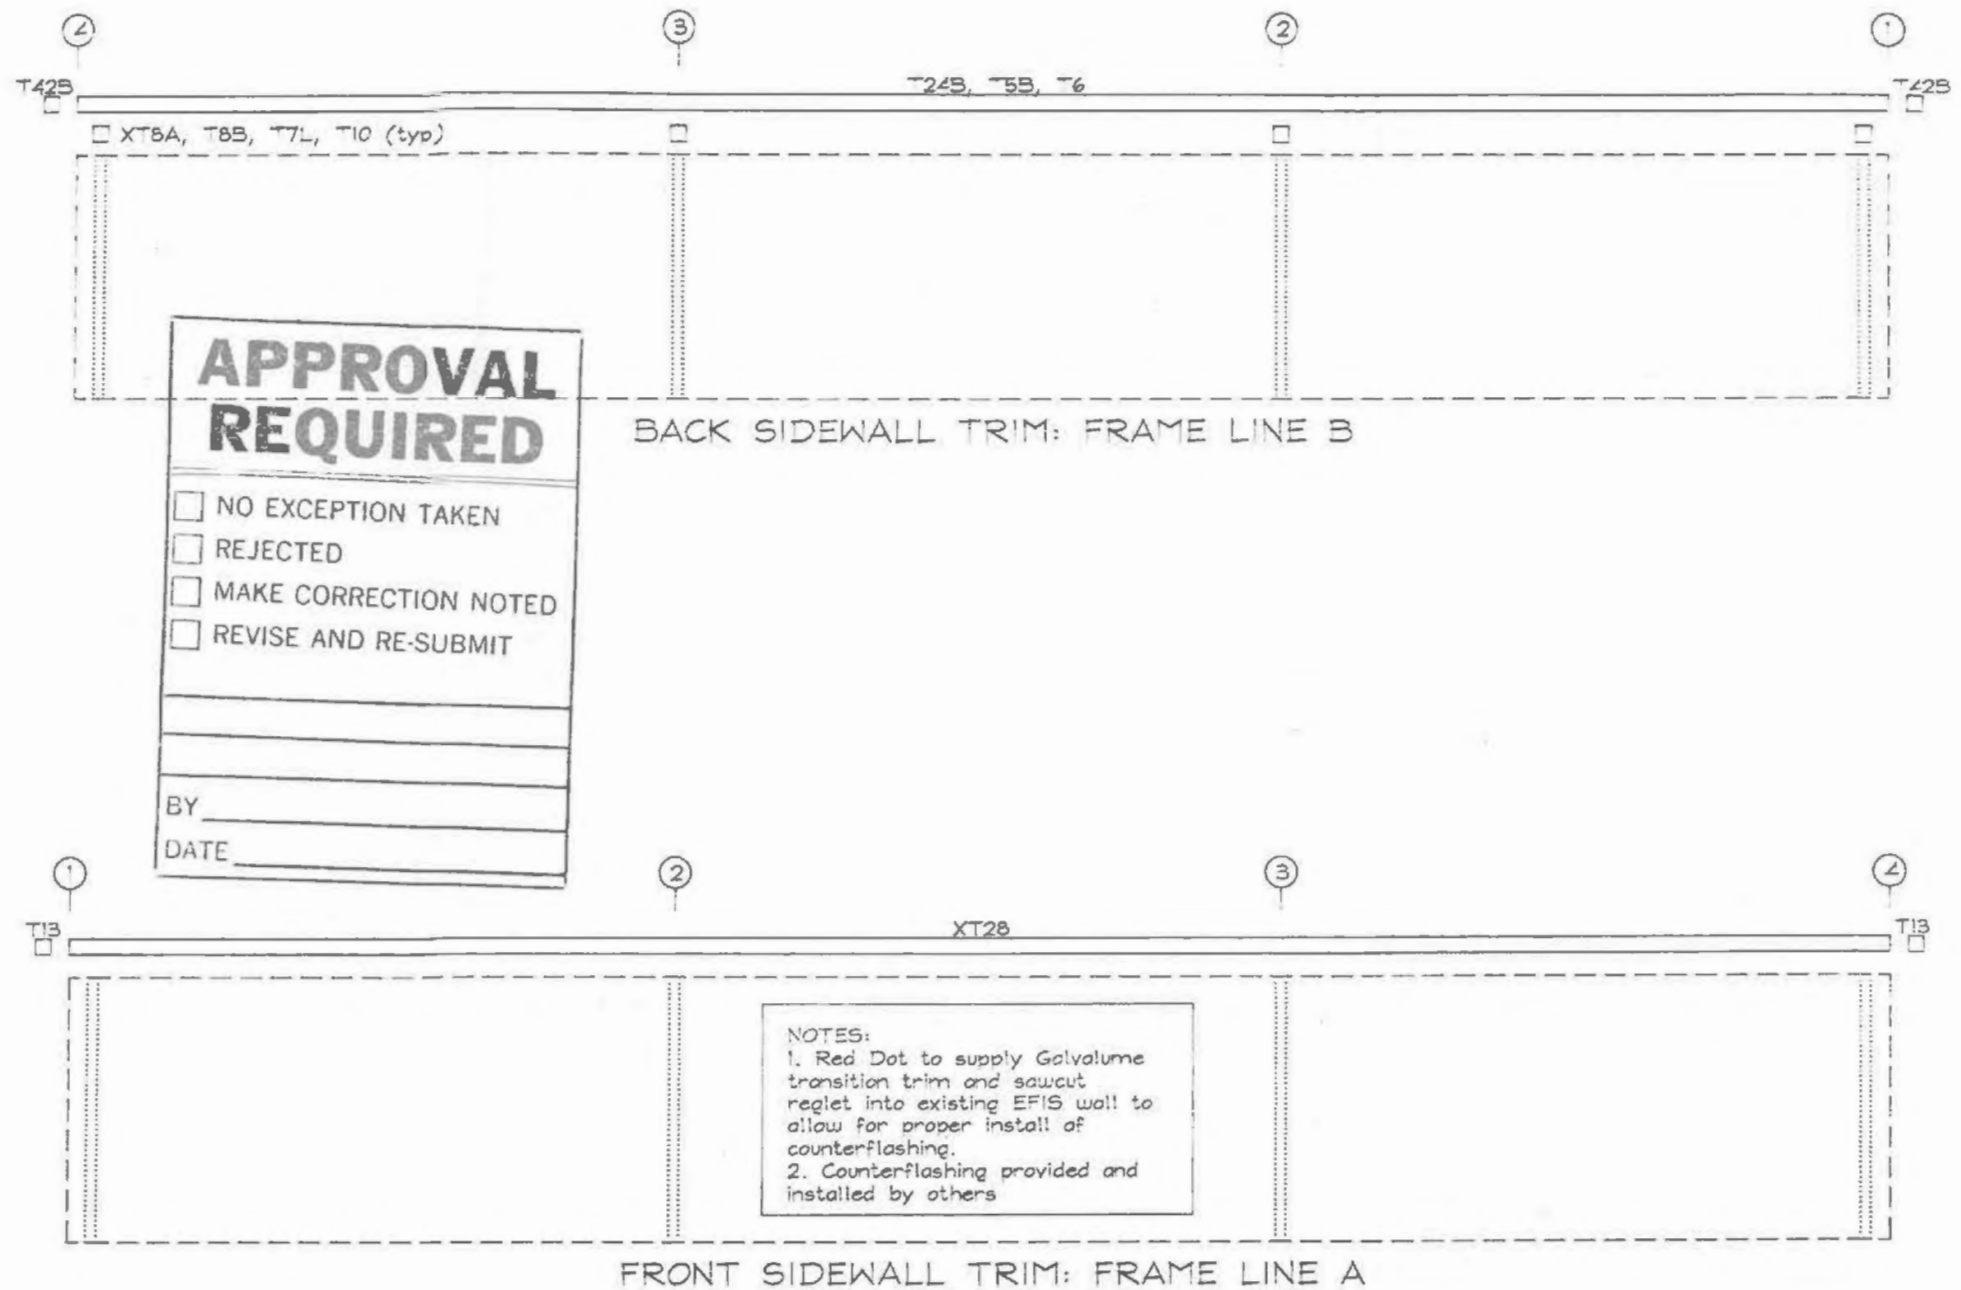 4 3 2 1
T42B T24B, T5B, T6 T42B
XT8A, T8B, T7L, T10 (typ)
APPROVAL
REQUIRED
NO EXCEPTION TAKEN
REJECTED
MAKE CORRECTION NOTED
REVISE AND RE-SUBMIT
BY
DATE
BACK SIDEWALL TRIM: FRAME LINE B
1 2 3 4
T13 XT28 T13
NOTES:
1. Red Dot to supply Galvalume
transition trim and sawcut
reglet into existing EFIS wall to
allow for proper install of
counterflashing.
2. Counterflashing provided and
installed by others
FRONT SIDEWALL TRIM: FRAME LINE A